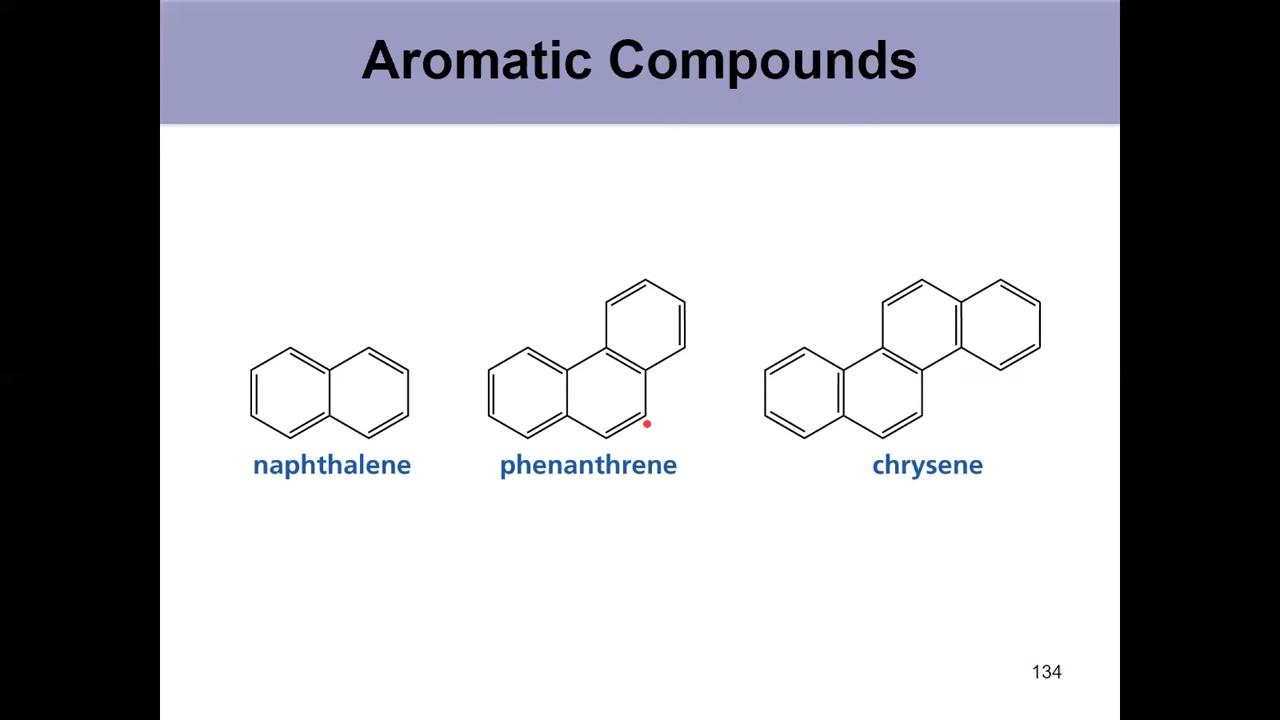 Aromatic Compounds
naphthalene
phenanthrene
chrysene
134